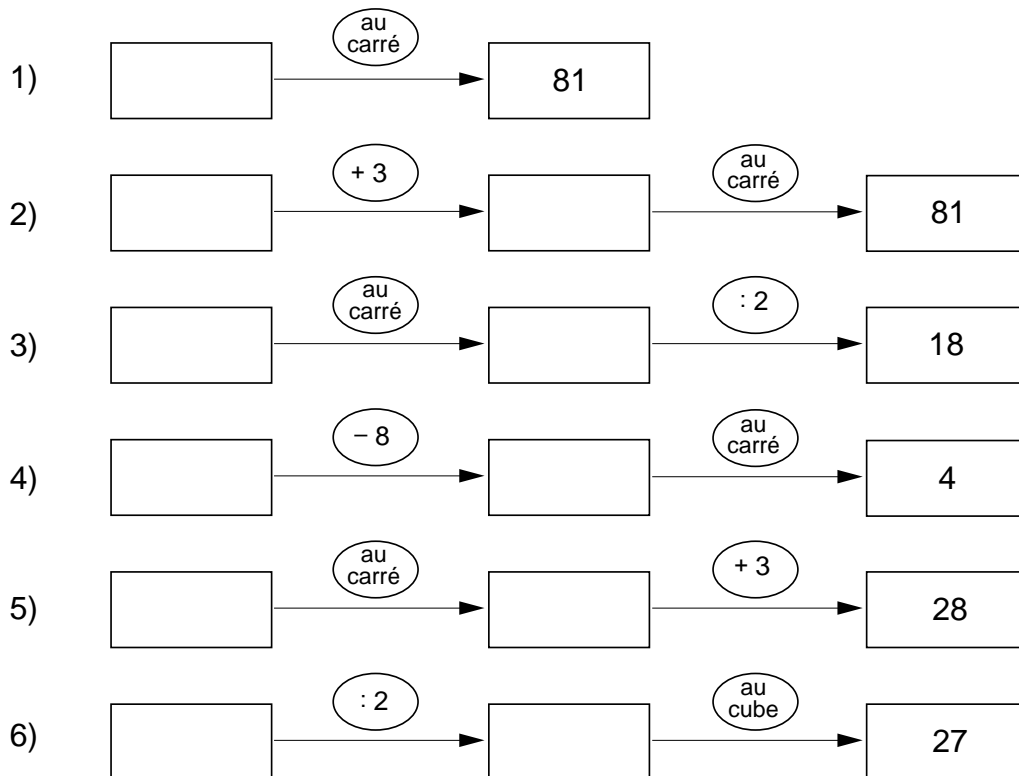 au
carré
1)
81
+ 3
au
carré
2)
81
au
carré
: 2
3)
18
– 8
au
carré
4)
4
au
carré
+ 3
5)
28
: 2
au
cube
6)
27